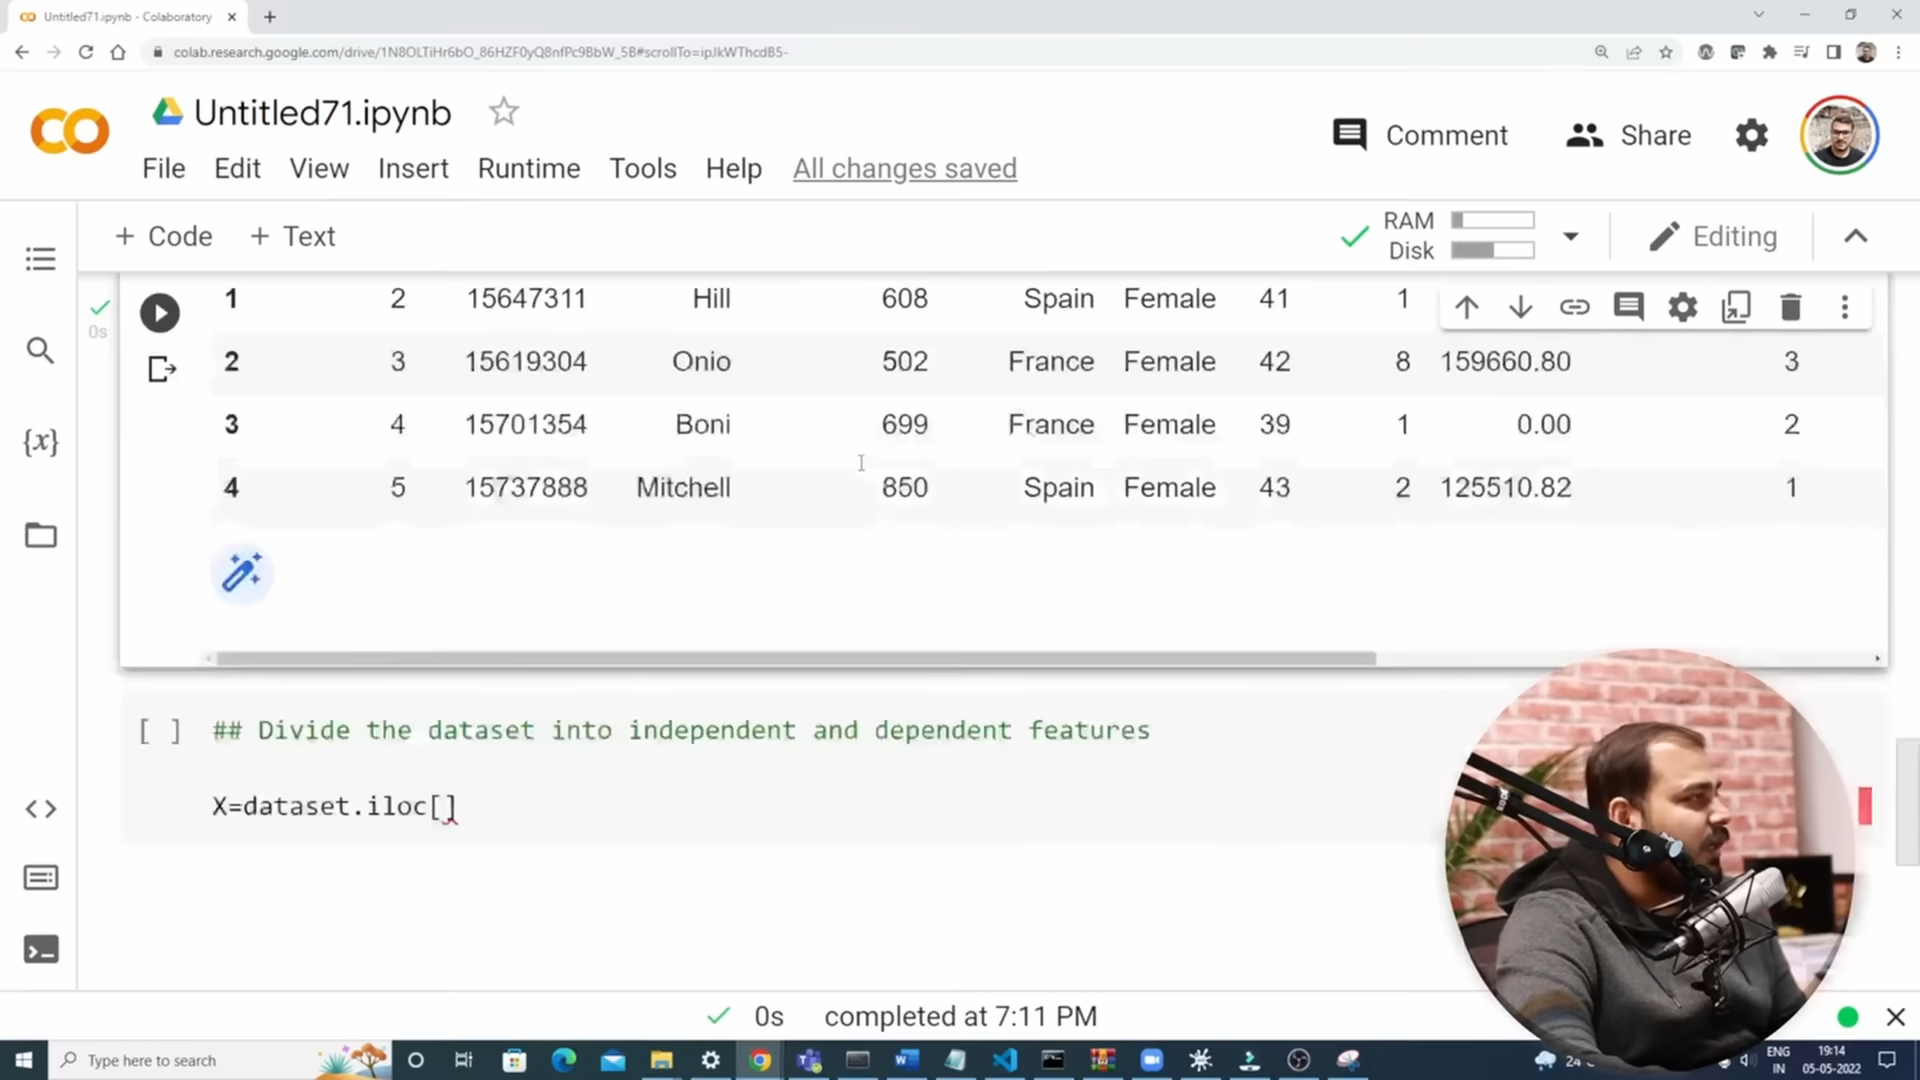 Untitled71.ipynb - Colaboratory
colab.research.google.com/drive/1N8OLTiHr6bO_86HZF0yQ8nfPc9BbW_5B#scrollTo=ipJkWThcdB5-
Untitled71.ipynb
Comment Share
File Edit View Insert Runtime Tools Help All changes saved
+ Code + Text
RAM
Disk
Editing
0s
1 2 15647311 Hill 608 Spain Female 41 1
2 3 15619304 Onio 502 France Female 42 8 159660.80 3
3 4 15701354 Boni 699 France Female 39 1 0.00 2
4 5 15737888 Mitchell 850 Spain Female 43 2 125510.82 1
[ ] ## Divide the dataset into independent and dependent features
X=dataset.iloc[]
0s completed at 7:11 PM
Type here to search
24
ENG
IN
19:14
05-05-2022